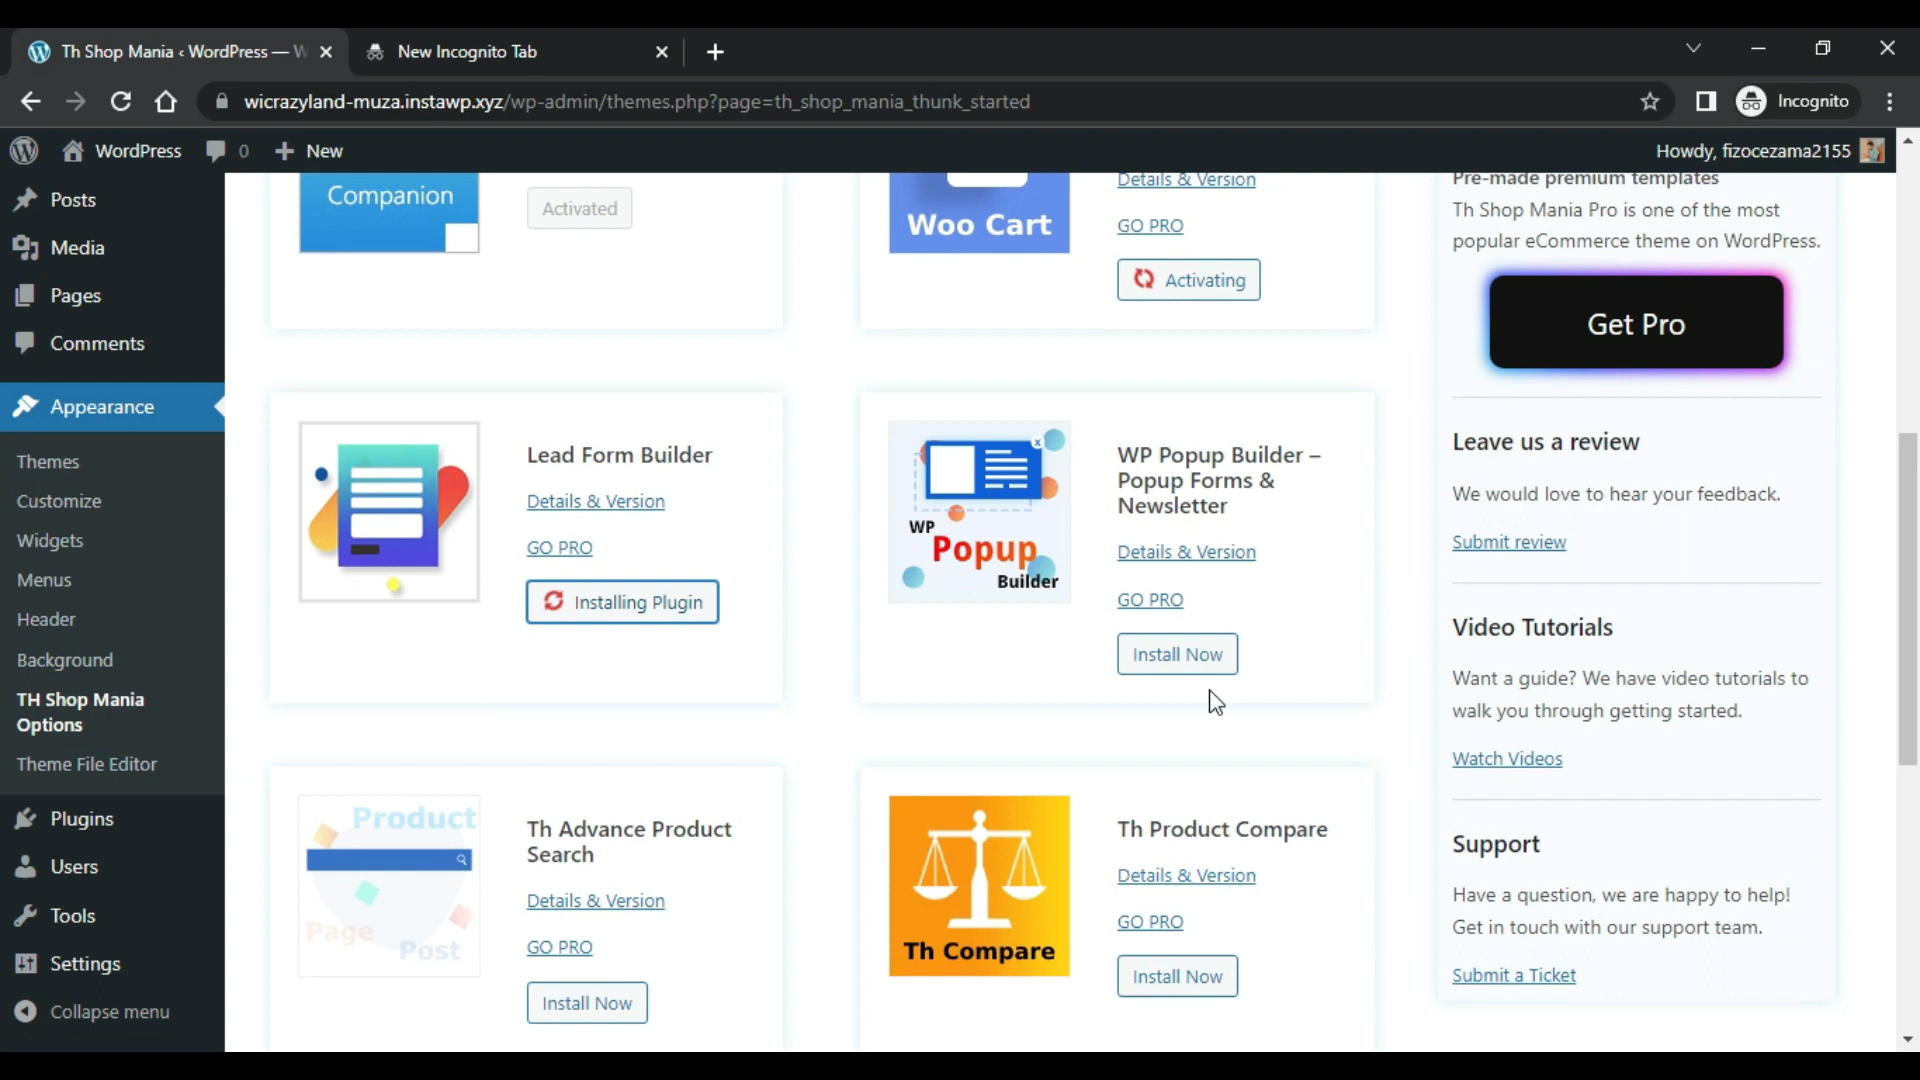 Th Shop Mania ‹ WordPress — W
New Incognito Tab
wicrazyland-muza.instawp.xyz/wp-admin/themes.php?page=th_shop_mania_thunk_started
Incognito
WordPress
0
New
Howdy, fizocezama2155
Posts
Media
Pages
Comments
Appearance
Themes
Customize
Widgets
Menus
Header
Background
TH Shop Mania
Options
Theme File Editor
Plugins
Users
Tools
Settings
Collapse menu
Companion
Activated
Woo Cart
Details & Version
GO PRO
Activating
Lead Form Builder
Details & Version
GO PRO
Installing Plugin
WP
Popup
Builder
WP Popup Builder –
Popup Forms &
Newsletter
Details & Version
GO PRO
Install Now
Product
Page
Post
Th Advance Product
Search
Details & Version
GO PRO
Install Now
Th Compare
Th Product Compare
Details & Version
GO PRO
Install Now
Pre-made premium templates
Th Shop Mania Pro is one of the most
popular eCommerce theme on WordPress.
Get Pro
Leave us a review
We would love to hear your feedback.
Submit review
Video Tutorials
Want a guide? We have video tutorials to
walk you through getting started.
Watch Videos
Support
Have a question, we are happy to help!
Get in touch with our support team.
Submit a Ticket